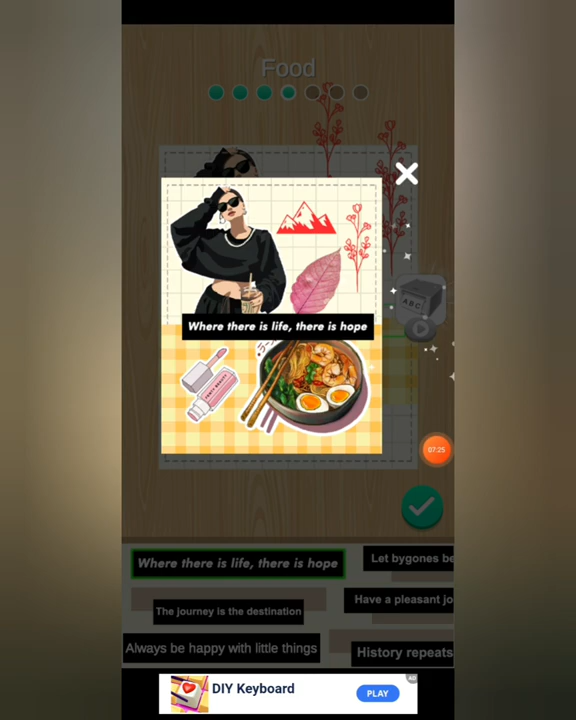 Food
Where there is life, there is hope
ABC
07:25
Where there is life, there is hope
Let bygones be
The journey is the destination
Have a pleasant jo
Always be happy with little things
History repeats
DIY Keyboard
PLAY
AD